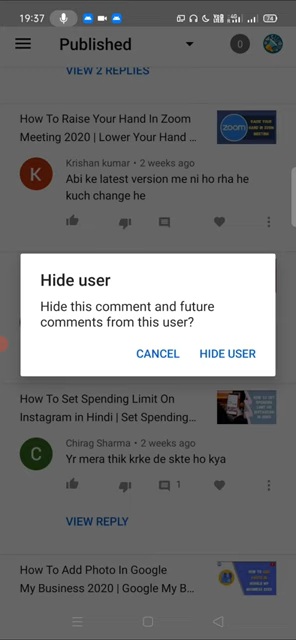 19:37
74
Published
0
VIEW 2 REPLIES
How To Raise Your Hand In Zoom
Meeting 2020 | Lower Your Hand ...
zoom
K
Krishan kumar • 2 weeks ago
Abi ke latest version me ni ho rha he
kuch change he
Hide user
Hide this comment and future
comments from this user?
CANCEL
HIDE USER
How To Set Spending Limit On
Instagram in Hindi | Set Spending...
C
Chirag Sharma • 2 weeks ago
Yr mera thik krke de skte ho kya
1
VIEW REPLY
How To Add Photo In Google
My Business 2020 | Google My B...